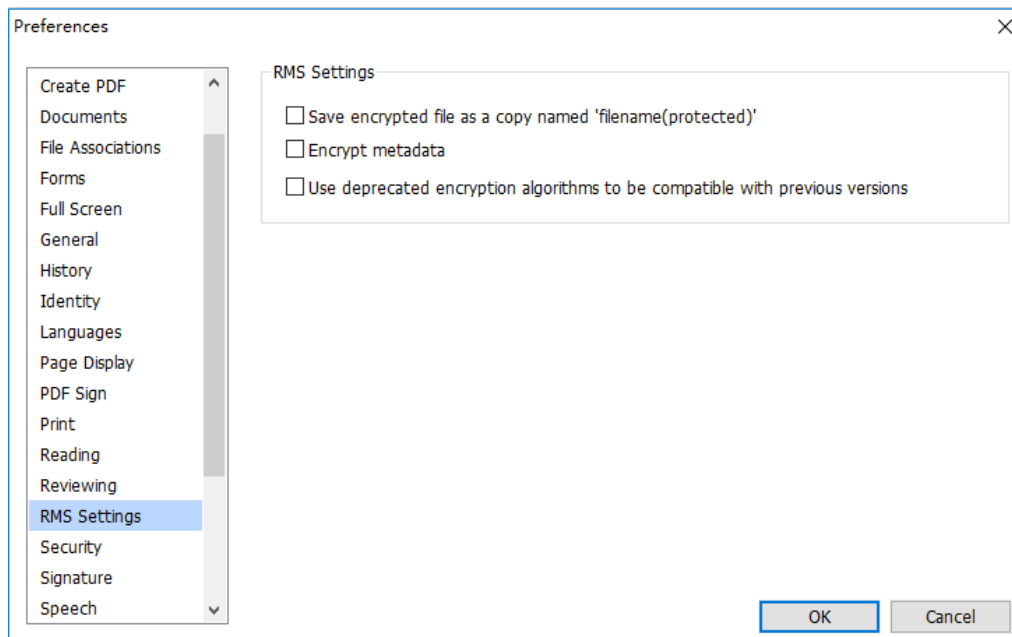 Preferences
Create PDF
Documents
File Associations
Forms
Full Screen
General
History
Identity
Languages
Page Display
PDF Sign
Print
Reading
Reviewing
RMS Settings
Security
Signature
Speech
RMS Settings
Save encrypted file as a copy named 'filename(protected)'
Encrypt metadata
Use deprecated encryption algorithms to be compatible with previous versions
OK
Cancel